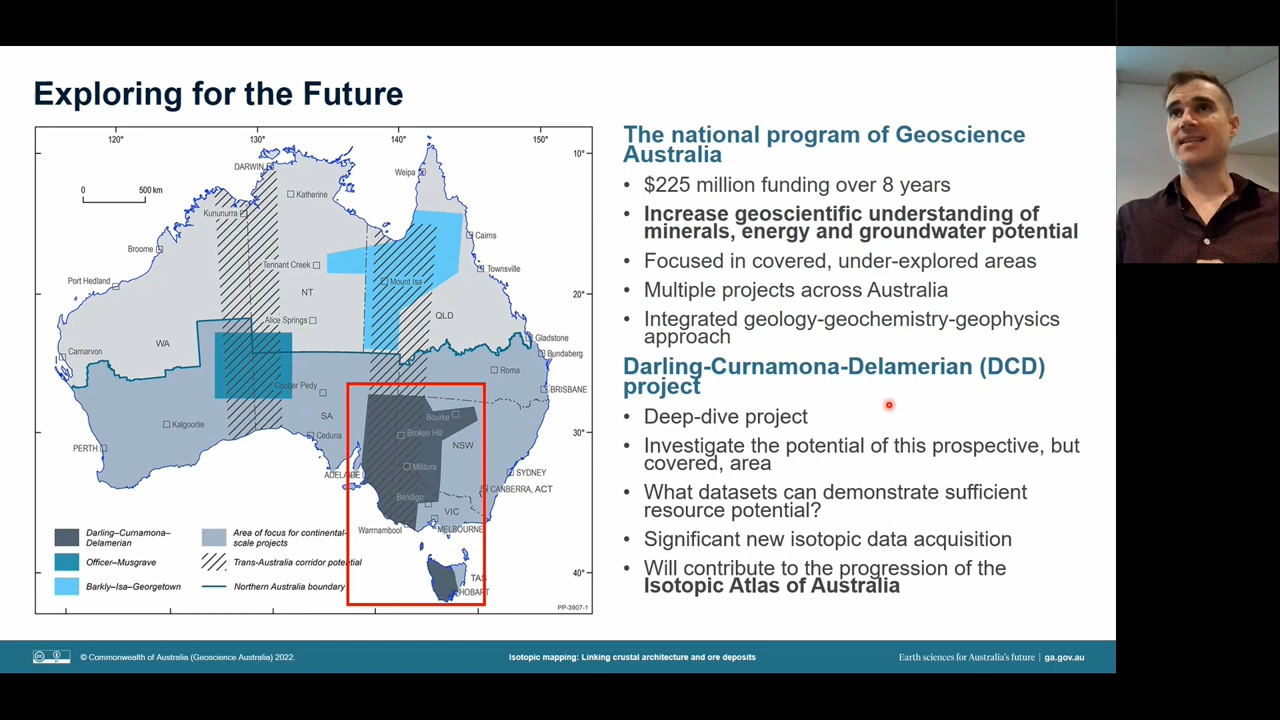 Exploring for the Future
120°
130°
140°
150°
10°
20°
30°
40°
0
500 km
DARWIN
Katherine
Weipa
Kununurra
Cairns
Broome
Tennant Creek
Townsville
Port Hedland
Mount Isa
NT
Alice Springs
QLD
WA
Gladstone
Carnarvon
Bundaberg
Roma
Coober Pedy
BRISBANE
SA
Bourke
Kalgoorlie
Ceduna
Broken Hill
NSW
PERTH
Mildura
ADELAIDE
SYDNEY
CANBERRA, ACT
Bendigo
VIC
Warrnambool
MELBOURNE
TAS
HOBART
Darling–Curnamona–
Delamerian
Officer–Musgrave
Barkly–Isa–Georgetown
Area of focus for continental-
scale projects
Trans-Australia corridor potential
Northern Australia boundary
PP-3907-1
The national program of Geoscience
Australia
• $225 million funding over 8 years
• Increase geoscientific understanding of
minerals, energy and groundwater potential
• Focused in covered, under-explored areas
• Multiple projects across Australia
• Integrated geology-geochemistry-geophysics
approach
Darling-Curnamona-Delamerian (DCD)
project
• Deep-dive project
• Investigate the potential of this prospective, but
covered, area
• What datasets can demonstrate sufficient
resource potential?
• Significant new isotopic data acquisition
• Will contribute to the progression of the
Isotopic Atlas of Australia
© Commonwealth of Australia (Geoscience Australia) 2022.
Isotopic mapping: Linking crustal architecture and ore deposits
Earth sciences for Australia's future | ga.gov.au